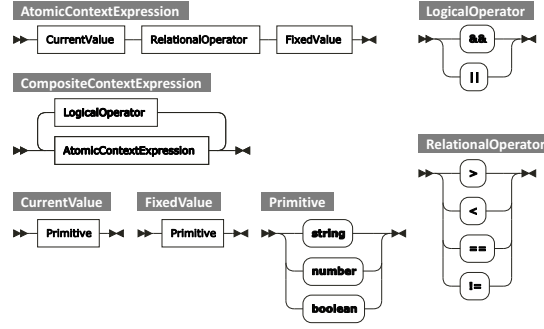 AtomicContextExpression
CurrentValue RelationalOperator FixedValue
CompositeContextExpression
LogicalOperator
AtomicContextExpression
CurrentValue
Primitive
FixedValue
Primitive
Primitive
string
number
boolean
LogicalOperator
&&
||
RelationalOperator
>
<
==
!=